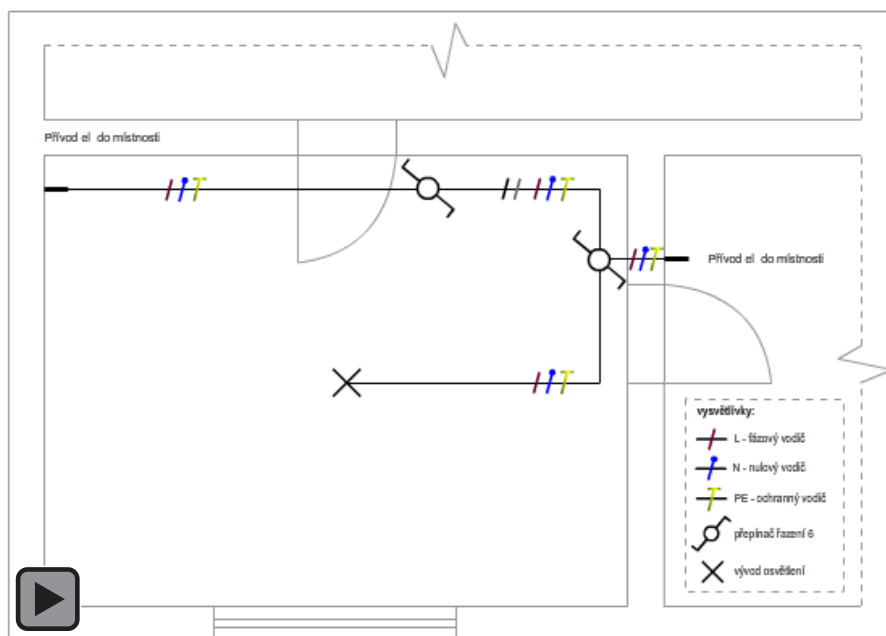 Přívod el do místnosti
Přívod el do místnosti
vysvětlivky:
L - fázový vodič
N - nulový vodič
PE - ochranný vodič
přepínač řazení 6
vývod osvětlení